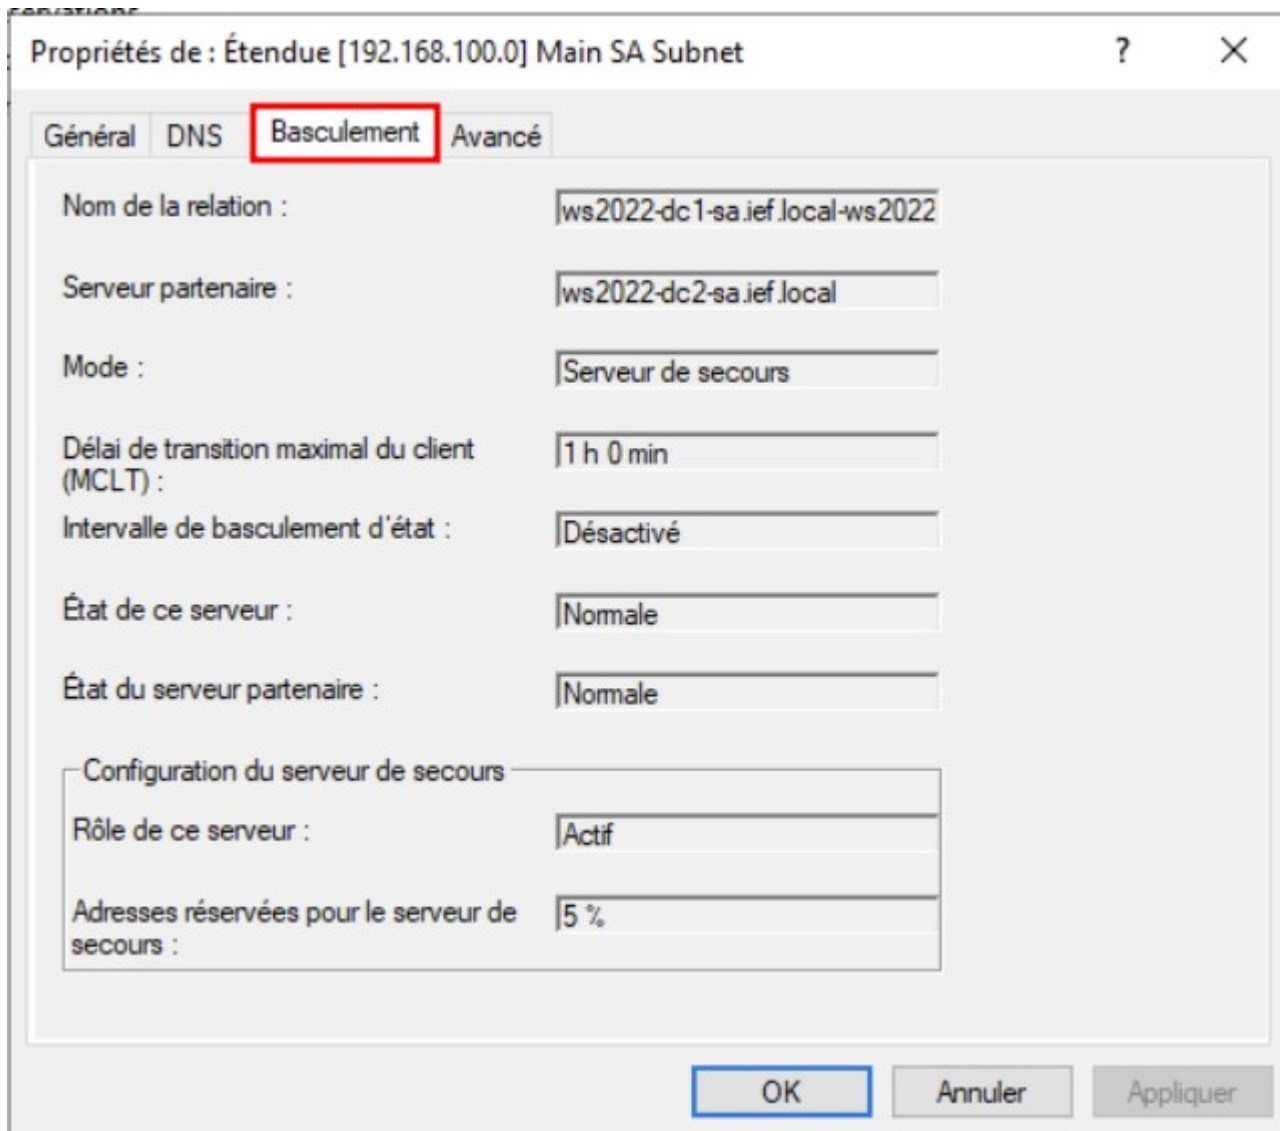 Propriétés de : Étendue [192.168.100.0] Main SA Subnet
?
Général
DNS
Basculement
Avancé
Nom de la relation :
ws2022-dc1-sa.ief.local-ws2022
Serveur partenaire :
ws2022-dc2-sa.ief.local
Mode :
Serveur de secours
Délai de transition maximal du client
(MCLT) :
1 h 0 min
Intervalle de basculement d'état :
Désactivé
État de ce serveur :
Normale
État du serveur partenaire :
Normale
Configuration du serveur de secours
Rôle de ce serveur :
Actif
Adresses réservées pour le serveur de
secours :
5 %
OK
Annuler
Appliquer